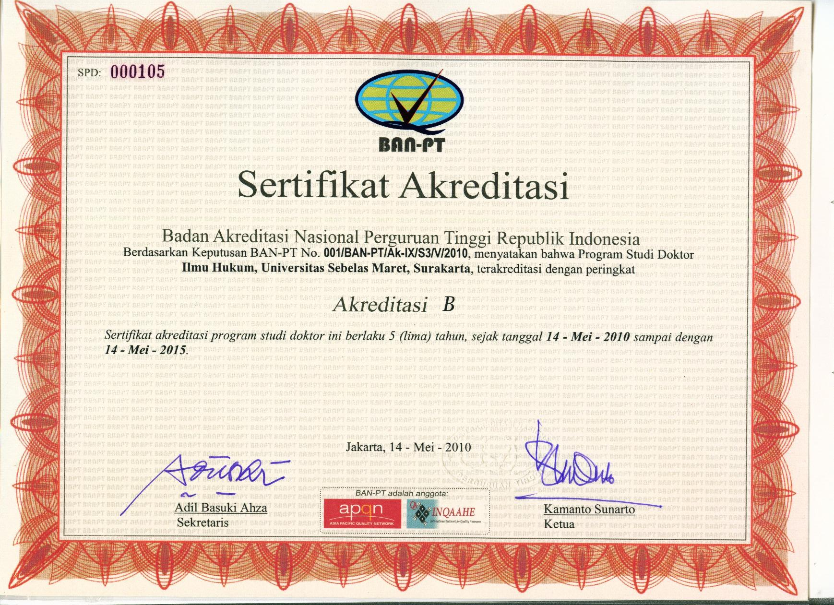 SPD: 000105
BAN-PT
Sertifikat Akreditasi
Badan Akreditasi Nasional Perguruan Tinggi Republik Indonesia
Berdasarkan Keputusan BAN-PT No. 001/BAN-PT/Ak-IX/S3/V/2010, menyatakan bahwa Program Studi Doktor
Ilmu Hukum, Universitas Sebelas Maret, Surakarta, terakreditasi dengan peringkat
Akreditasi B
Sertifikat akreditasi program studi doktor ini berlaku 5 (lima) tahun, sejak tanggal 14 - Mei - 2010 sampai dengan
14 - Mei - 2015.
Jakarta, 14 - Mei - 2010
BAN-PT adalah anggota:
apqn
ASIA PACIFIC QUALITY NETWORK
INQAAHE
Adil Basuki Ahza
Sekretaris
Kamanto Sunarto
Ketua